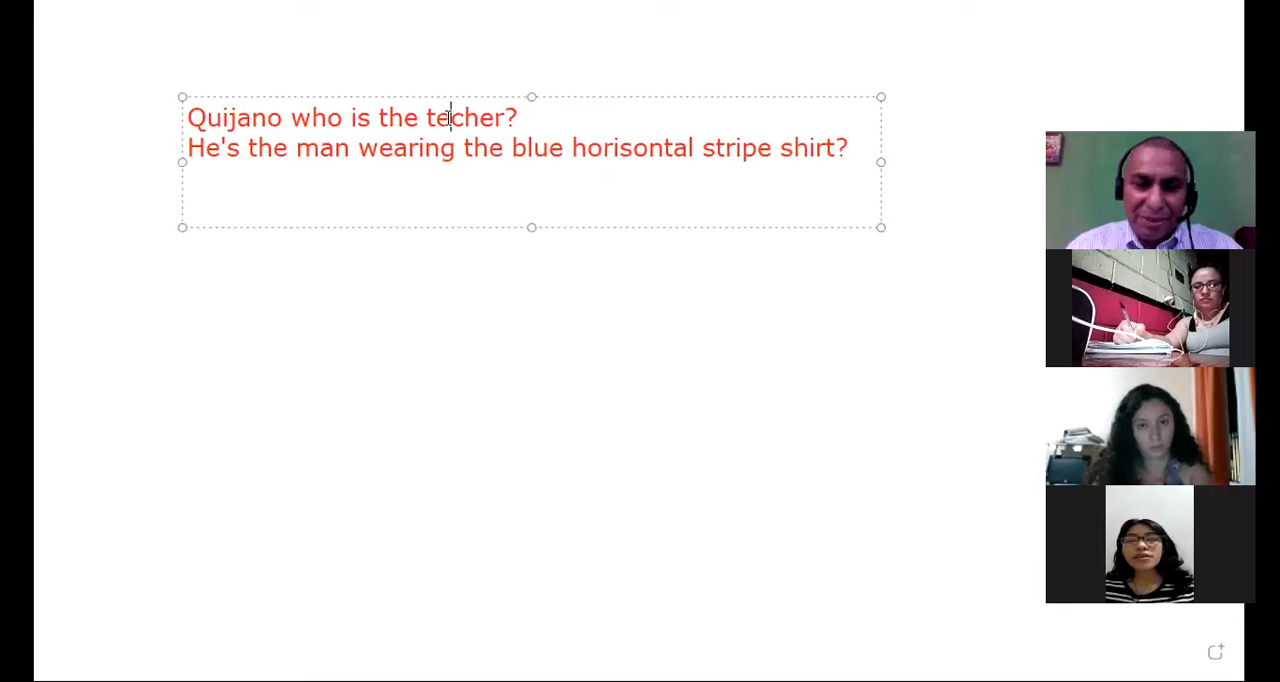 Quijano who is the techer?
He's the man wearing the blue horisontal stripe shirt?